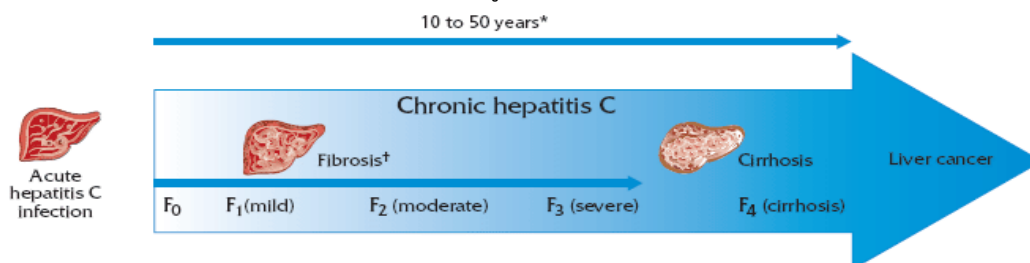 10 to 50 years*
Chronic hepatitis C
Acute
hepatitis C
infection
Fibrosis†
Cirrhosis
Liver cancer
F0 F1(mild) F2 (moderate) F3 (severe) F4 (cirrhosis)